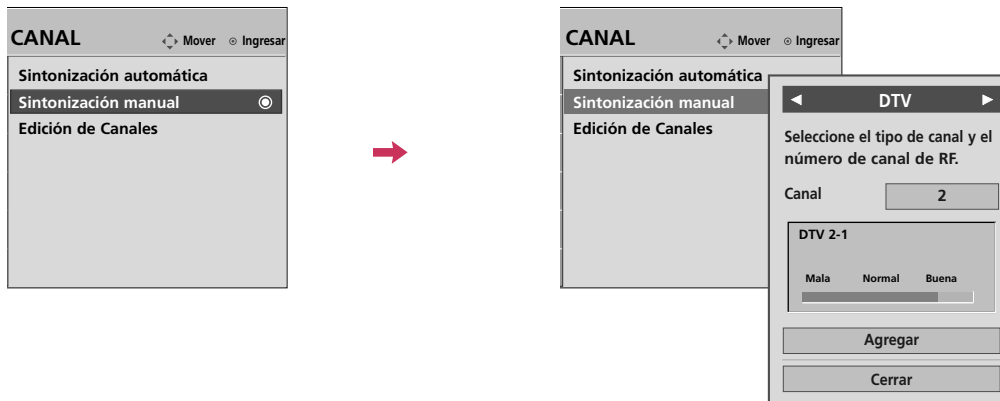 CANAL Mover Ingresar
Sintonización automática
Sintonización manual
Edición de Canales
CANAL Mover Ingresar
Sintonización automática
Sintonización manual
Edición de Canales
DTV
Seleccione el tipo de canal y el
número de canal de RF.
Canal 2
DTV 2-1
Mala Normal Buena
Agregar
Cerrar